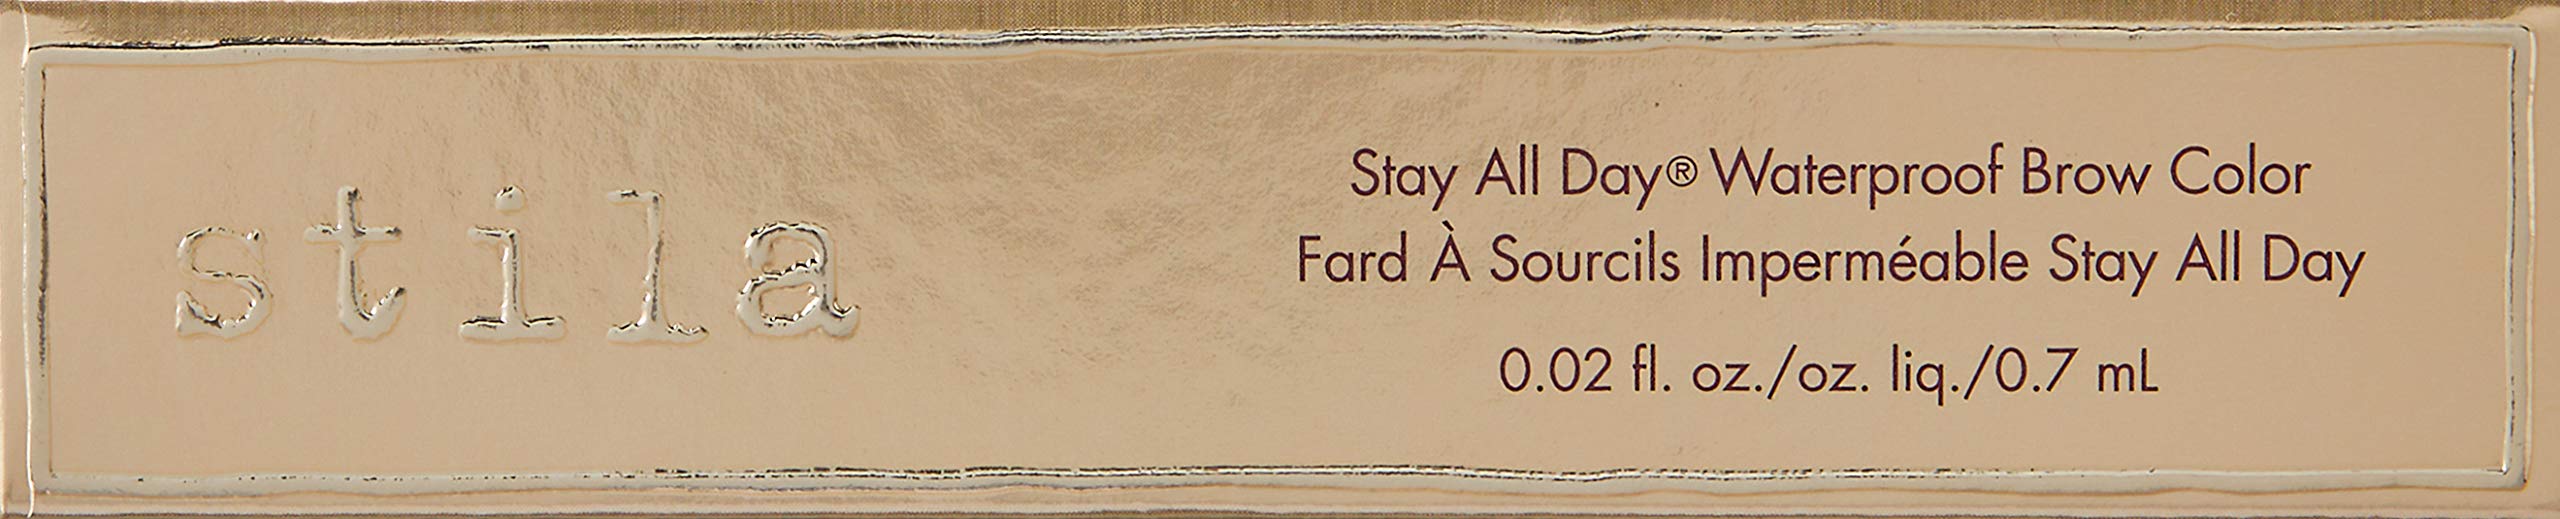 stila
Stay All Day® Waterproof Brow Color
Fard À Sourcils Imperméable Stay All Day
0.02 fl. oz./oz. liq./0.7 mL